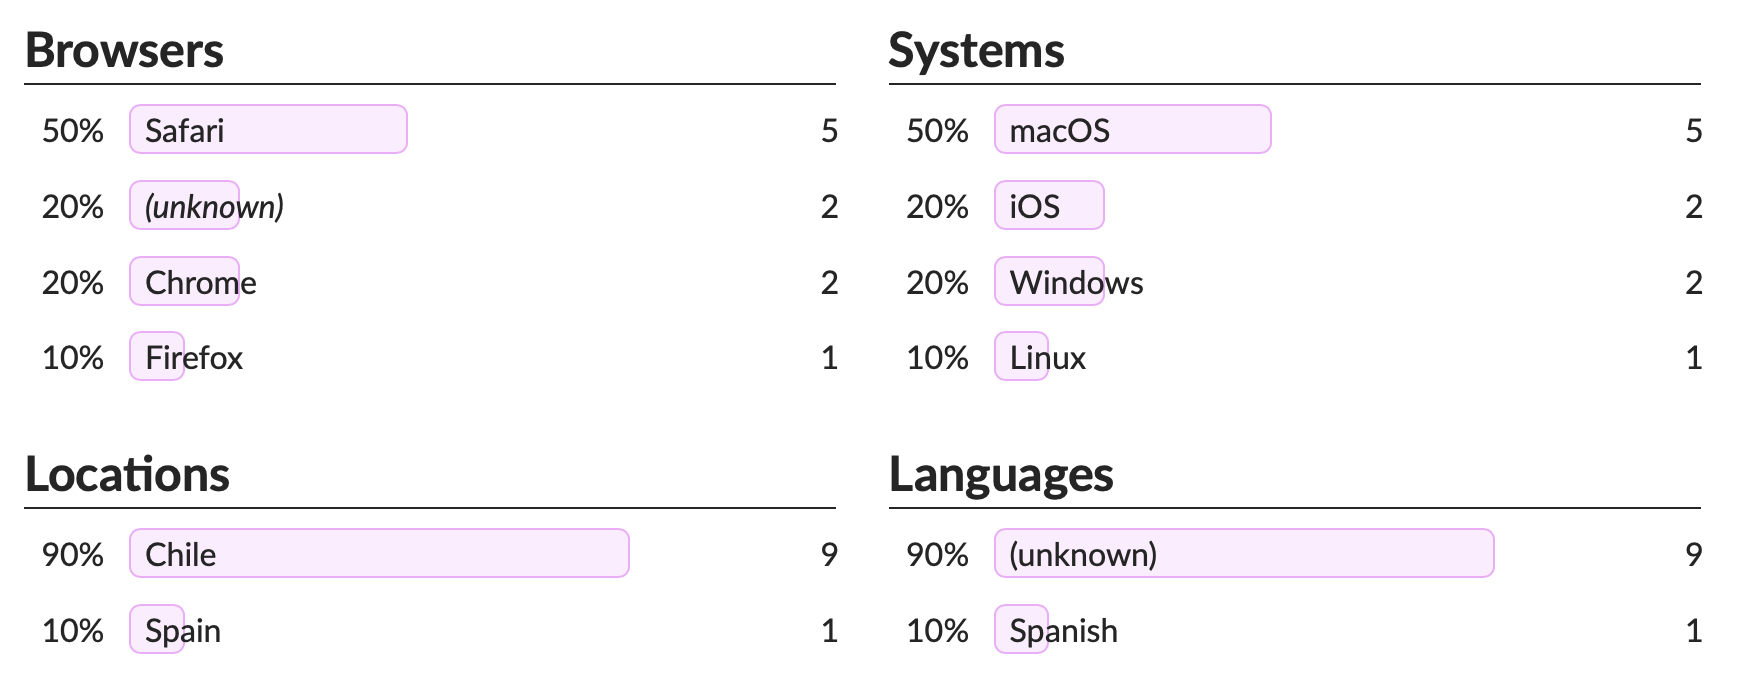 Browsers
50% Safari 5
20% (unknown) 2
20% Chrome 2
10% Firefox 1
Systems
50% macOS 5
20% iOS 2
20% Windows 2
10% Linux 1
Locations
90% Chile 9
10% Spain 1
Languages
90% (unknown) 9
10% Spanish 1